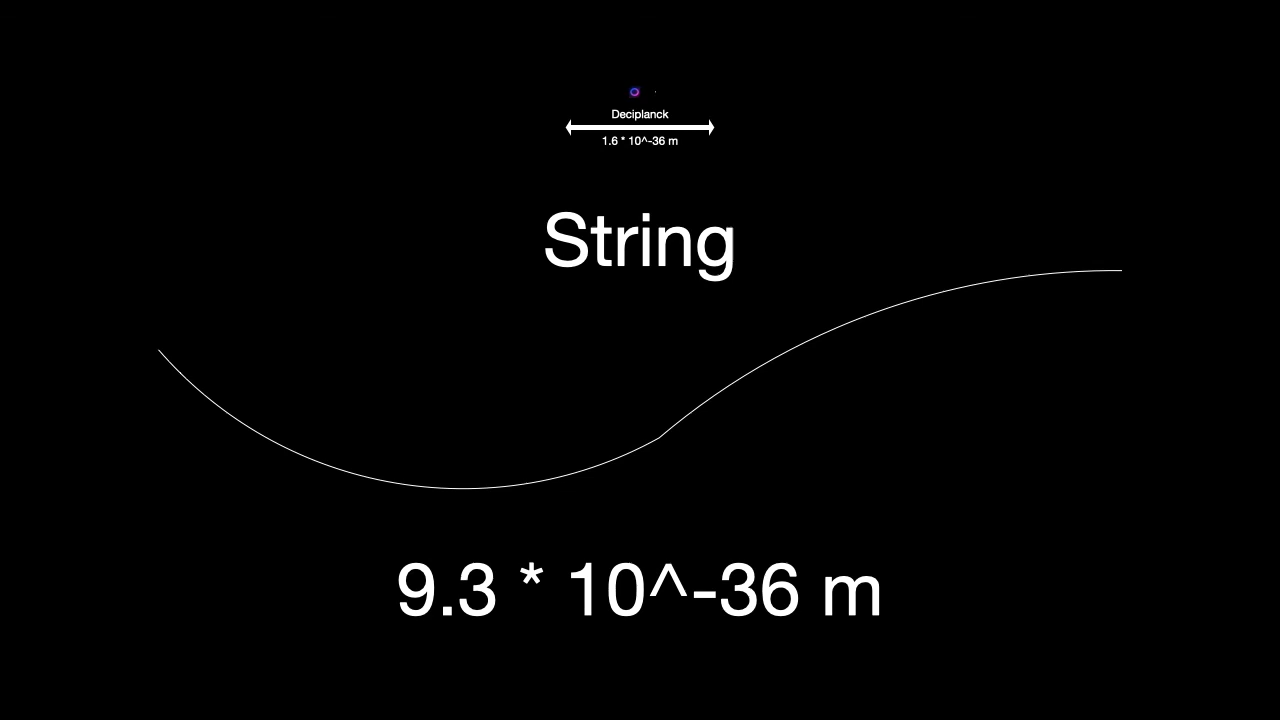 Deciplanck
1.6 * 10^-36 m
String
9.3 * 10^-36 m